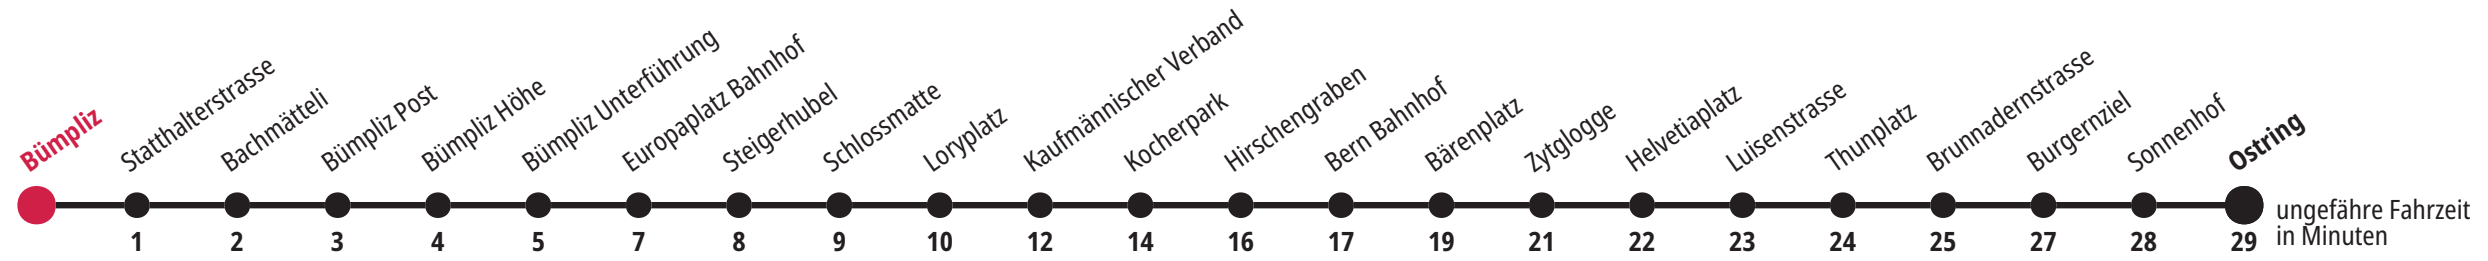 Bümpliz
Statthalterstrasse
Bachmätteli
Bümpliz Post
Bümpliz Höhe
Bümpliz Unterführung
Europaplatz Bahnhof
Steigerhubel
Schlossmatte
Loryplatz
Kaufmännischer Verband
Kocherpark
Hirschengraben
Bern Bahnhof
Bärenplatz
Zytglogge
Helvetiaplatz
Luisenstrasse
Thunplatz
Brunnadernstrasse
Burgernziel
Sonnenhof
Ostring
1 2 3 4 5 7 8 9 10 12 14 16 17 19 21 22 23 24 25 27 28 29
ungefähre Fahrzeit
in Minuten